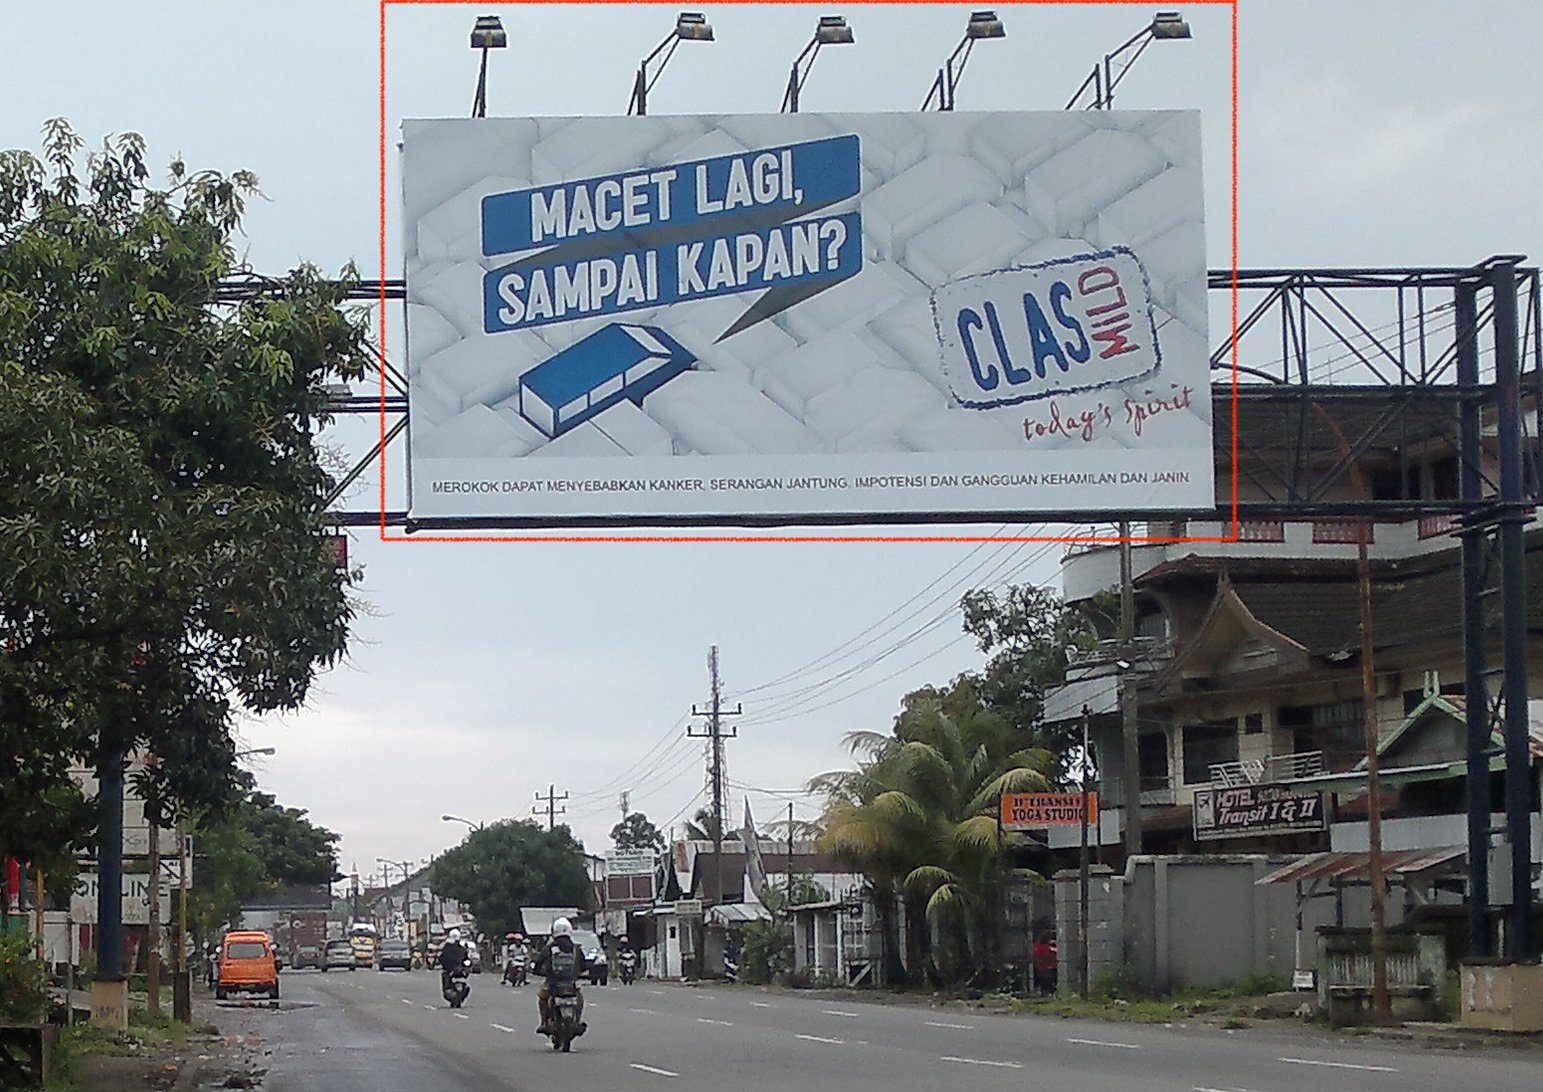 MACET LAGI,
SAMPAI KAPAN?
CLAS
MILD
today's spirit
MEROKOK DAPAT MENYEBABKAN KANKER, SERANGAN JANTUNG, IMPOTENSI DAN GANGGUAN KEHAMILAN DAN JANIN
YOGA STUDIO
HOTEL
Transit I & II